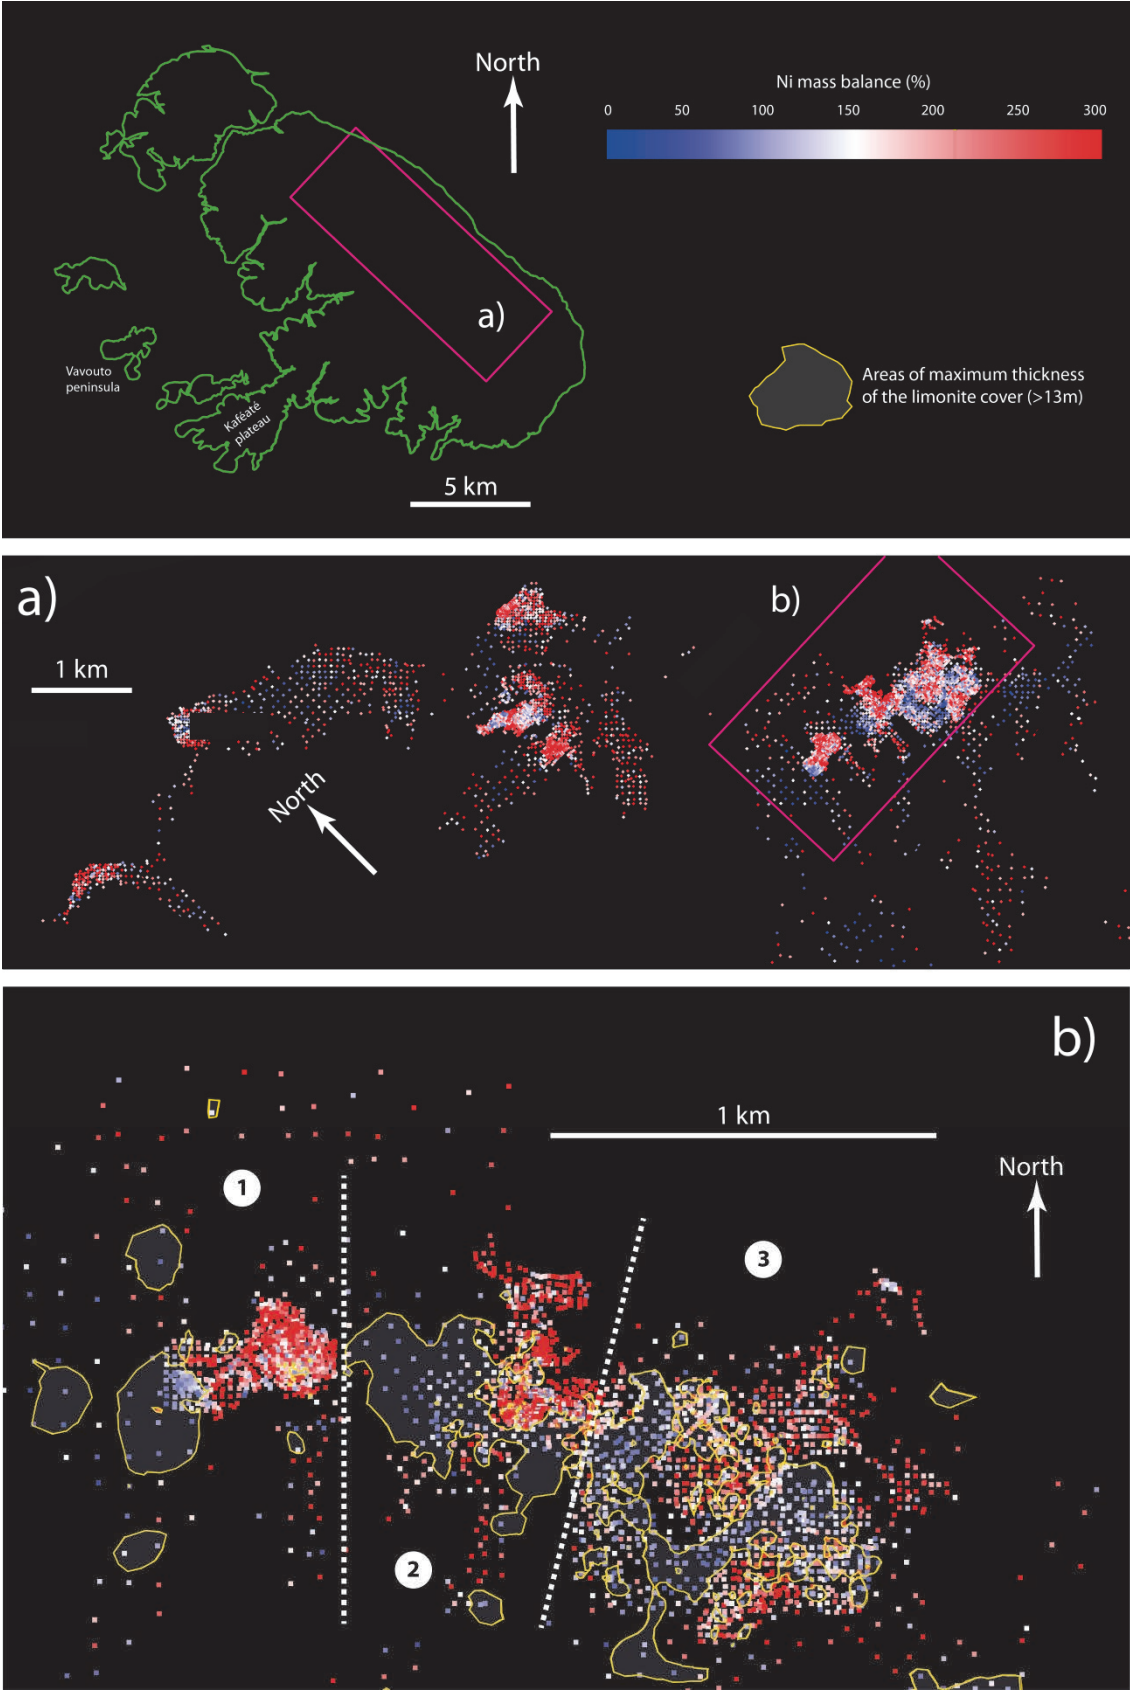 North
Ni mass balance (%)
0 50 100 150 200 250 300
a)
Vavouto
peninsula
Kaféaté
plateau
Areas of maximum thickness
of the limonite cover (>13m)
5 km
a)
b)
1 km
North
b)
1 km
North
1
3
2